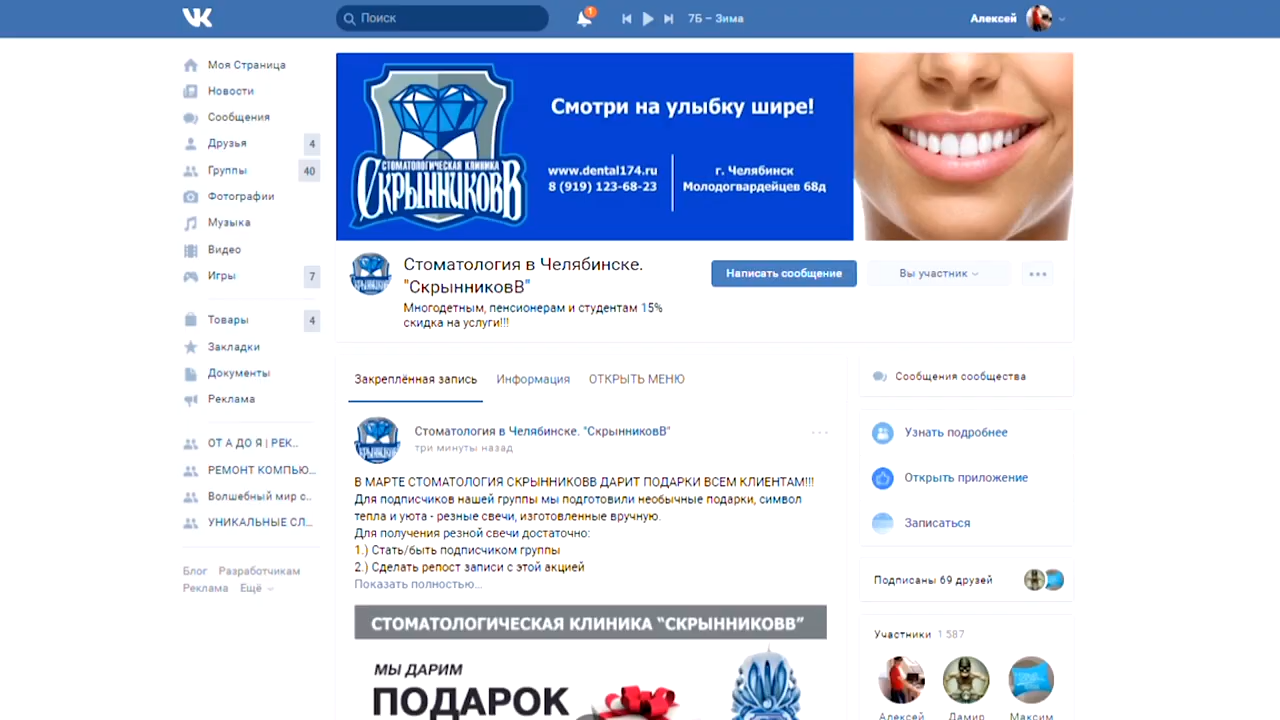 Поиск
1
7Б – Зима
Алексей
Моя Страница
Новости
Сообщения
Друзья 4
Группы 40
Фотографии
Музыка
Видео
Игры 7
Товары 4
Закладки
Документы
Реклама
ОТ А ДО Я | РЕК...
РЕМОНТ КОМПЬЮ...
Волшебный мир с...
УНИКАЛЬНЫЕ СЛ...
Блог Разработчикам
Реклама Ещё
СТОМАТОЛОГИЧЕСКАЯ КЛИНИКА
СКРЫННИКОВВ
Смотри на улыбку шире!
www.dental174.ru
8 (919) 123-68-23
г. Челябинск
Молодогвардейцев 68д
Стоматология в Челябинске.
"СкрынниковВ"
Многодетным, пенсионерам и студентам 15%
скидка на услуги!!!
Написать сообщение
Вы участник
Закреплённая запись Информация ОТКРЫТЬ МЕНЮ
Стоматология в Челябинске. "СкрынниковВ"
три минуты назад
В МАРТЕ СТОМАТОЛОГИЯ СКРЫННИКОВВ ДАРИТ ПОДАРКИ ВСЕМ КЛИЕНТАМ!!!
Для подписчиков нашей группы мы подготовили необычные подарки, символ
тепла и уюта - резные свечи, изготовленные вручную.
Для получения резной свечи достаточно:
1.) Стать/быть подписчиком группы
2.) Сделать репост записи с этой акцией
Показать полностью...
СТОМАТОЛОГИЧЕСКАЯ КЛИНИКА "СКРЫННИКОВВ"
МЫ ДАРИМ
ПОДАРОК
Сообщения сообщества
Узнать подробнее
Открыть приложение
Записаться
Подписаны 69 друзей
Участники 1 587
Алексей Дамир Максим